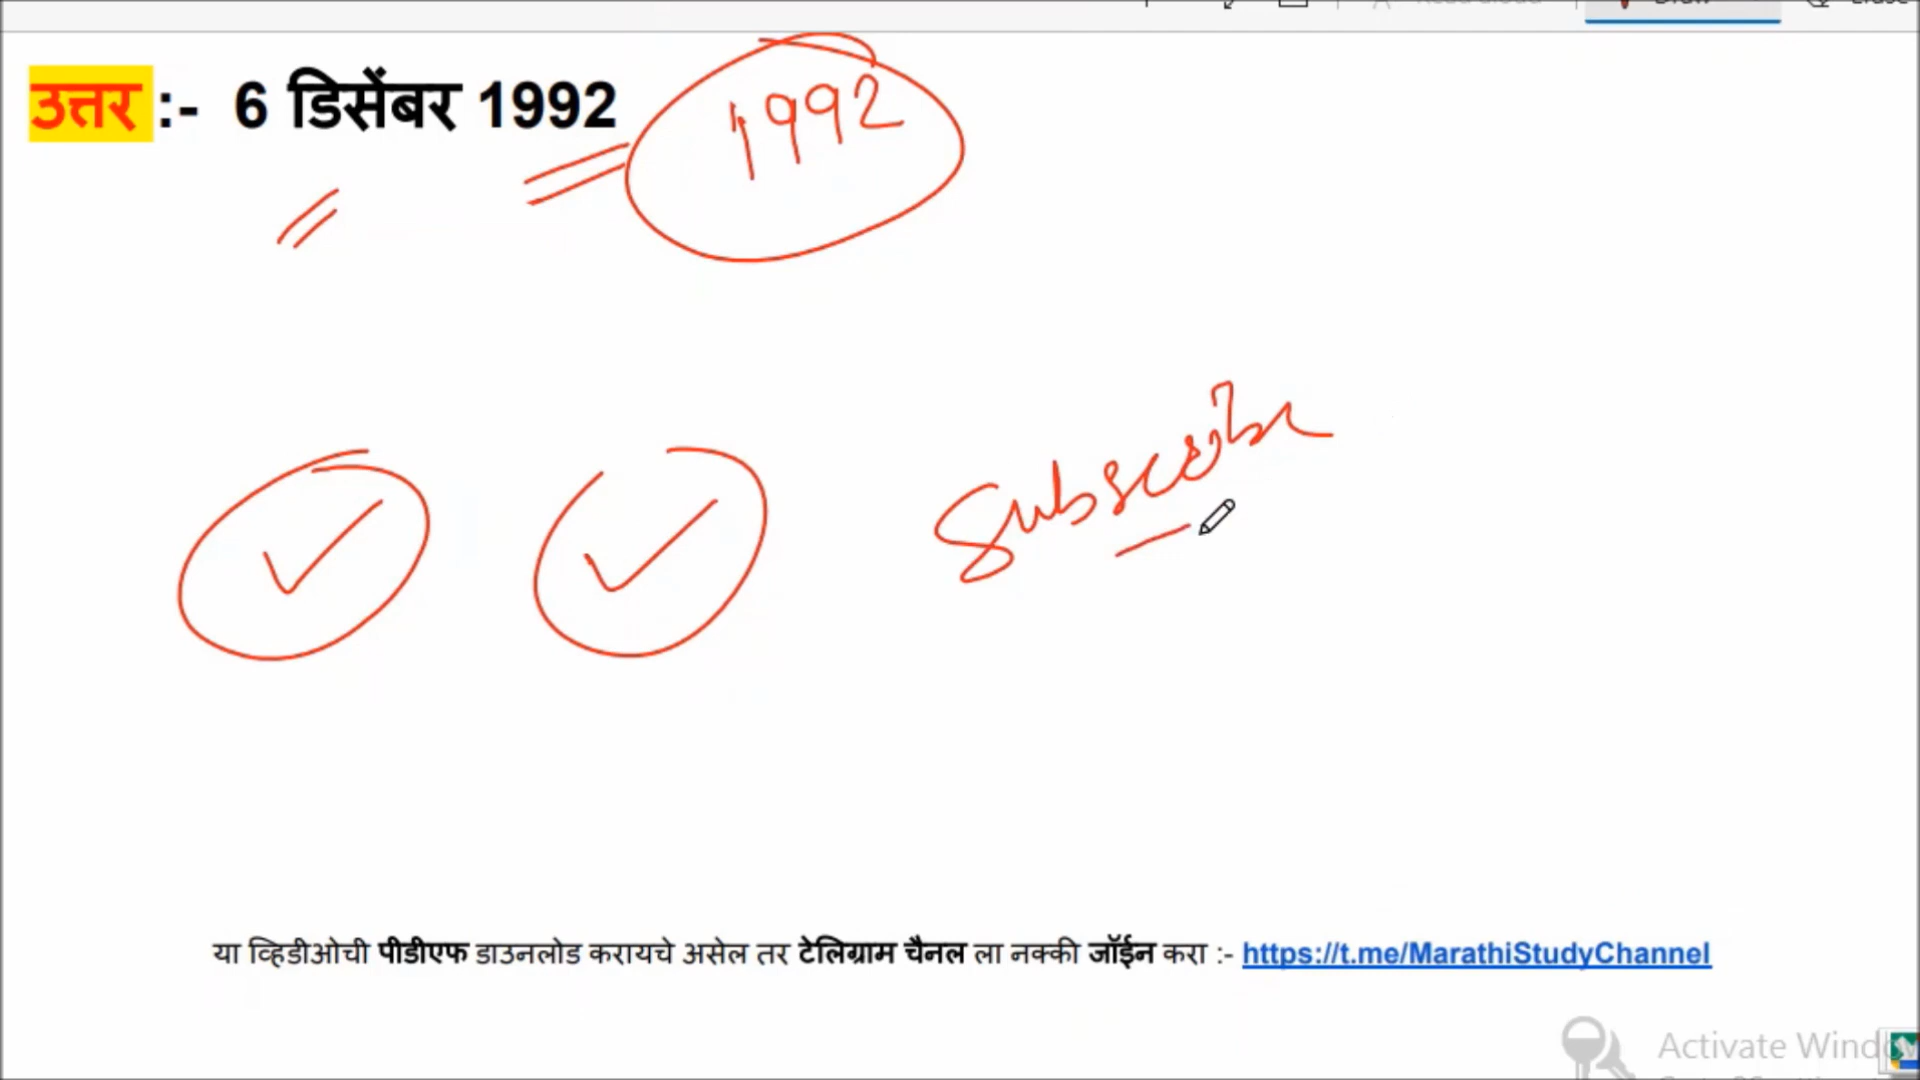 उत्तर :- 6 डिसेंबर 1992
1992
Subscribe
या व्हिडीओची पीडीएफ डाउनलोड करायचे असेल तर टेलिग्राम चैनल ला नक्की जॉईन करा :- https://t.me/MarathiStudyChannel
Activate Windo